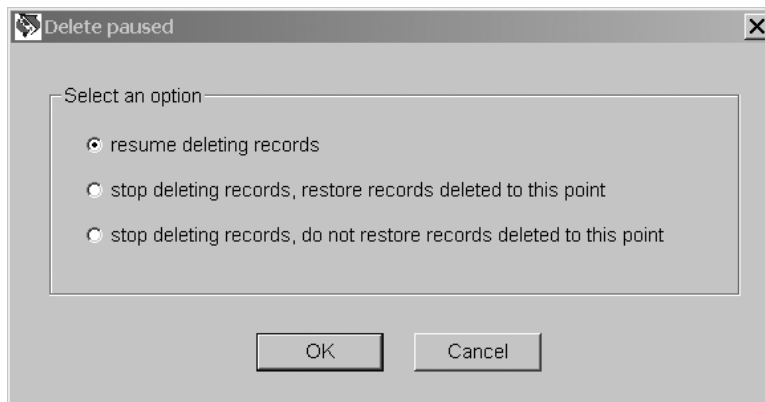 Delete paused
Select an option
resume deleting records
stop deleting records, restore records deleted to this point
stop deleting records, do not restore records deleted to this point
OK
Cancel